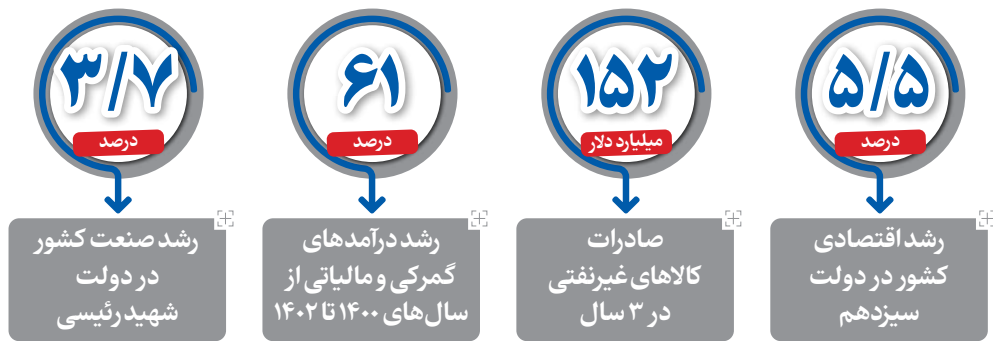 ۵/۵
درصد
رشد اقتصادی
کشور در دولت
سیزدهم
۱۵۲
میلیارد دلار
صادرات
کالاهای غیرنفتی
در ۳ سال
۶۱
درصد
رشد درآمدهای
گمرکی و مالیاتی از
سال‌های ۱۴۰۰ تا ۱۴۰۲
۳/۷
درصد
رشد صنعت کشور
در دولت
شهید رئیسی